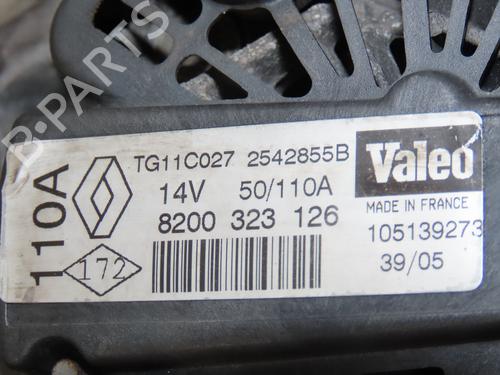 B-PARTS
110A
172
TG11C027 2542855B
14V 50/110A
8200 323 126
Valeo
MADE IN FRANCE
105139273
39/05